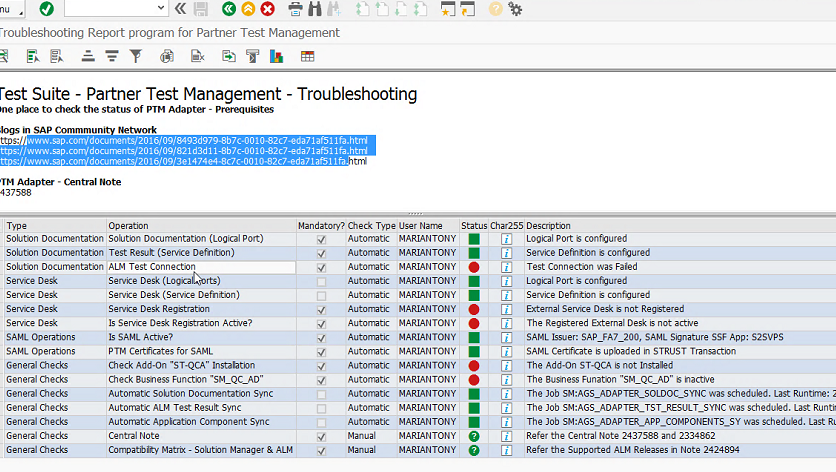 nu
Troubleshooting Report program for Partner Test Management
Test Suite - Partner Test Management - Troubleshooting
One place to check the status of PTM Adapter - Prerequisites
Blogs in SAP Commmunity Network
https://www.sap.com/documents/2016/09/8493d979-8b7c-0010-82c7-eda71af511fa.html
https://www.sap.com/documents/2016/09/821d3d11-8b7c-0010-82c7-eda71af511fa.html
https://www.sap.com/documents/2016/09/3e1474e4-8c7c-0010-82c7-eda71af511fa.html
PTM Adapter - Central Note
2437588
Type Operation Mandatory? Check Type User Name Status Char255 Description
Solution Documentation Solution Documentation (Logical Port) Automatic MARIANTONY Logical Port is configured
Solution Documentation Test Result (Service Definition) Automatic MARIANTONY Service Definition is configured
Solution Documentation ALM Test Connection Automatic MARIANTONY Test Connection was Failed
Service Desk Service Desk (Logical Ports) Automatic MARIANTONY Logical Port is configured
Service Desk Service Desk (Service Definition) Automatic MARIANTONY Service Definition is configured
Service Desk Service Desk Registration Automatic MARIANTONY External Service Desk is not Registered
Service Desk Is Service Desk Registration Active? Automatic MARIANTONY The Registered External Desk is not active
SAML Operations Is SAML Active? Automatic MARIANTONY SAML Issuer: SAP_FA7_200, SAML Signature SSF App: S2SVPS
SAML Operations PTM Certificates for SAML Automatic MARIANTONY SAML Certificate is uploaded in STRUST Transaction
General Checks Check Add-On "ST-QCA" Installation Automatic MARIANTONY The Add-On ST-QCA is not Installed
General Checks Check Business Function "SM_QC_AD" Automatic MARIANTONY The Business Funation "SM_QC_AD" is inactive
General Checks Automatic Solution Documentation Sync Automatic MARIANTONY The Job SM:AGS_ADAPTER_SOLDOC_SYNC was scheduled. Last Runtime: 2
General Checks Automatic ALM Test Result Sync Automatic MARIANTONY The Job SM:AGS_ADAPTER_TST_RESULT_SYNC was scheduled. Last Runti
General Checks Automatic Application Component Sync Automatic MARIANTONY The Job SM:AGS_ADAPTER_APP_COMPONENTS_SY was scheduled. Last R
General Checks Central Note Manual MARIANTONY Refer the Central Note 2437588 and 2334862
General Checks Compatibility Matrix - Solution Manager & ALM Manual MARIANTONY Refer the Supported ALM Releases in Note 2424894